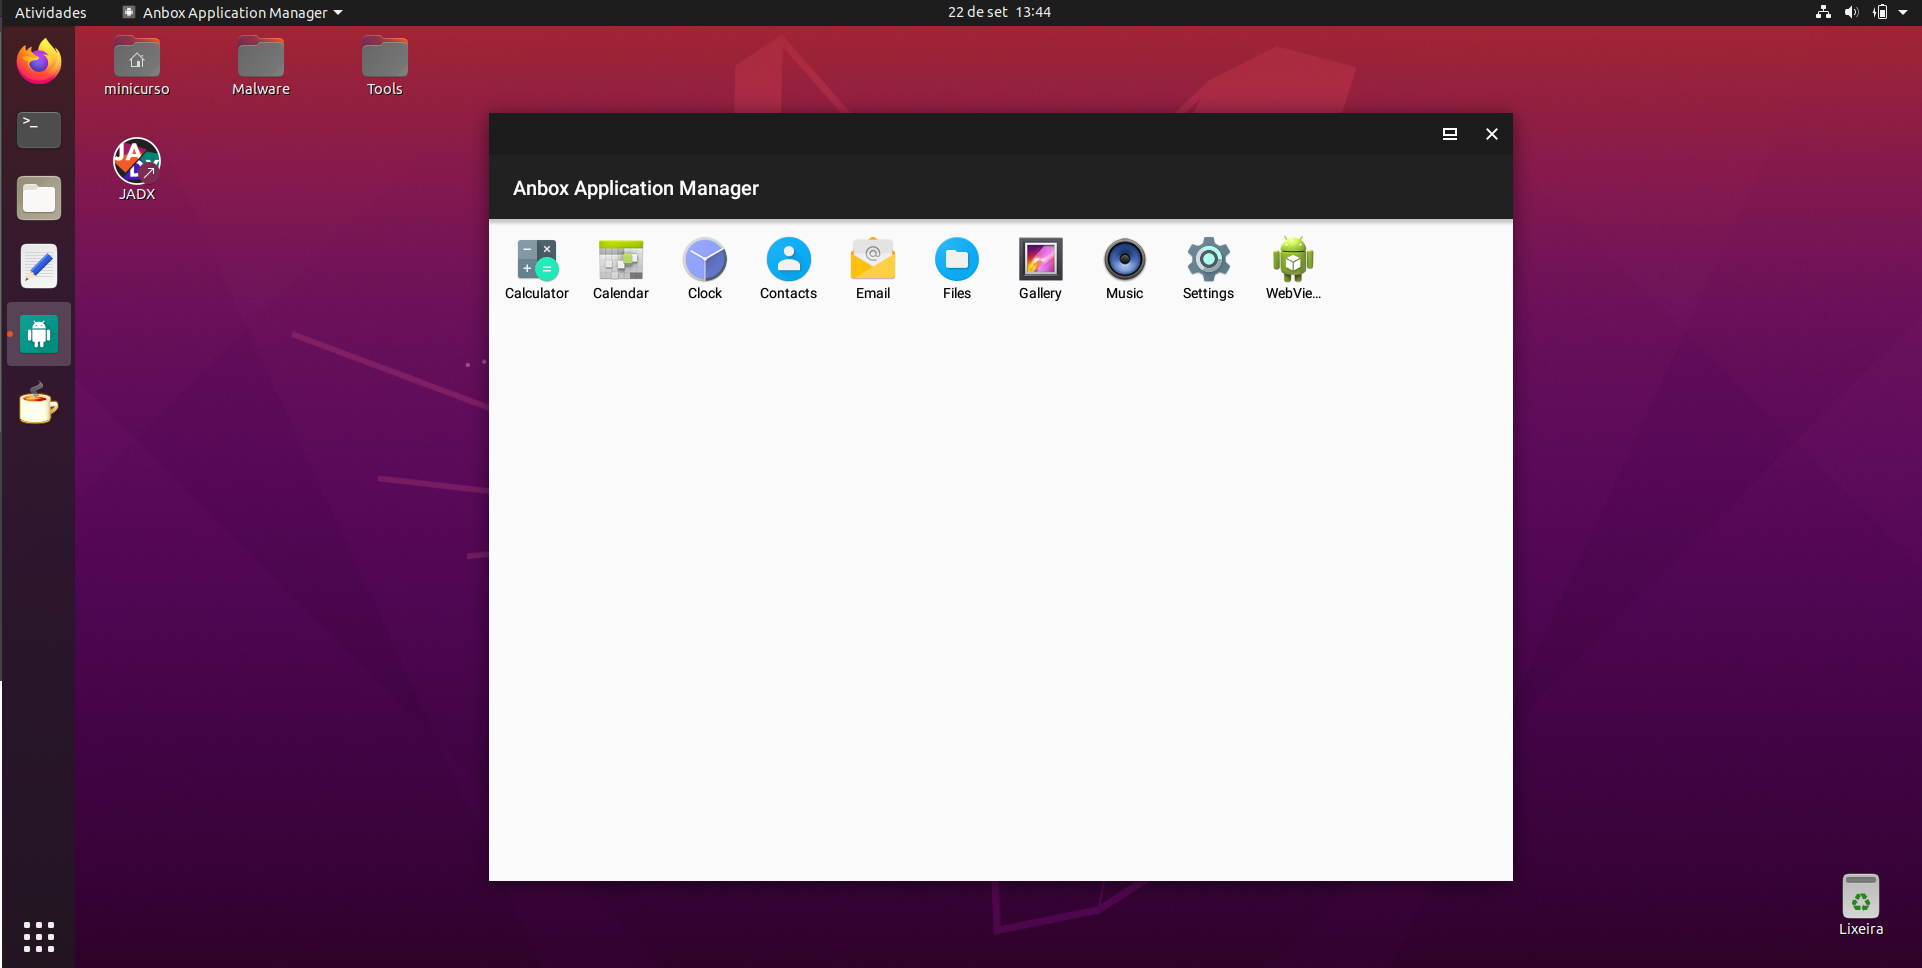 Atividades
Anbox Application Manager
22 de set 13:44
minicurso
Malware
Tools
JADX
Anbox Application Manager
Calculator
Calendar
Clock
Contacts
Email
Files
Gallery
Music
Settings
WebVie...
Lixeira